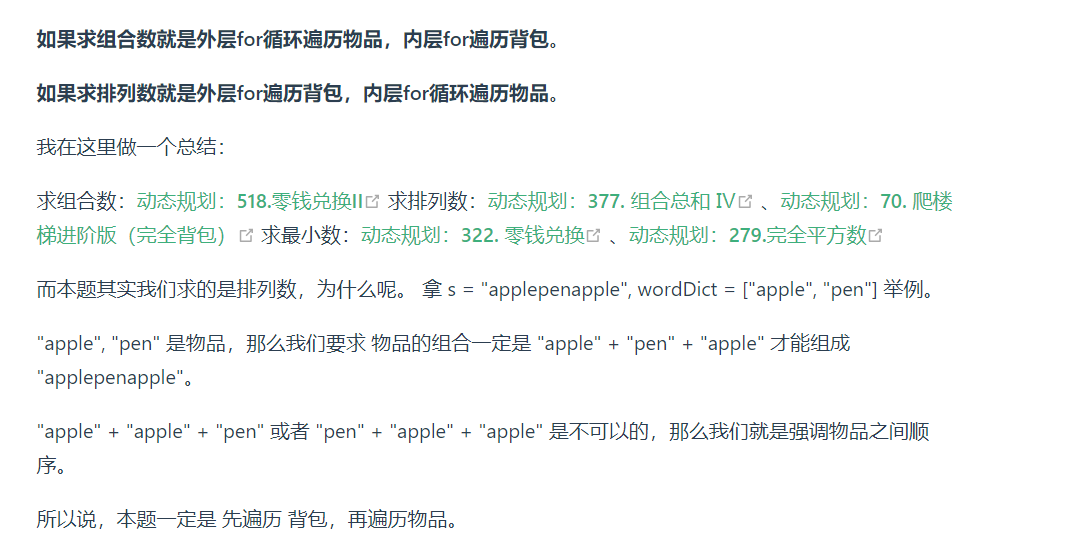 如果求组合数就是外层for循环遍历物品，内层for遍历背包。
如果求排列数就是外层for遍历背包，内层for循环遍历物品。
我在这里做一个总结：
求组合数：动态规划：518.零钱兑换II 求排列数：动态规划：377. 组合总和 IV 、动态规划：70. 爬楼
梯进阶版（完全背包） 求最小数：动态规划：322. 零钱兑换 、动态规划：279.完全平方数
而本题其实我们求的是排列数，为什么呢。 拿 s = "applepenapple", wordDict = ["apple", "pen"] 举例。
"apple", "pen" 是物品，那么我们要求 物品的组合一定是 "apple" + "pen" + "apple" 才能组成
"applepenapple"。
"apple" + "apple" + "pen" 或者 "pen" + "apple" + "apple" 是不可以的，那么我们就是强调物品之间顺
序。
所以说，本题一定是 先遍历 背包，再遍历物品。